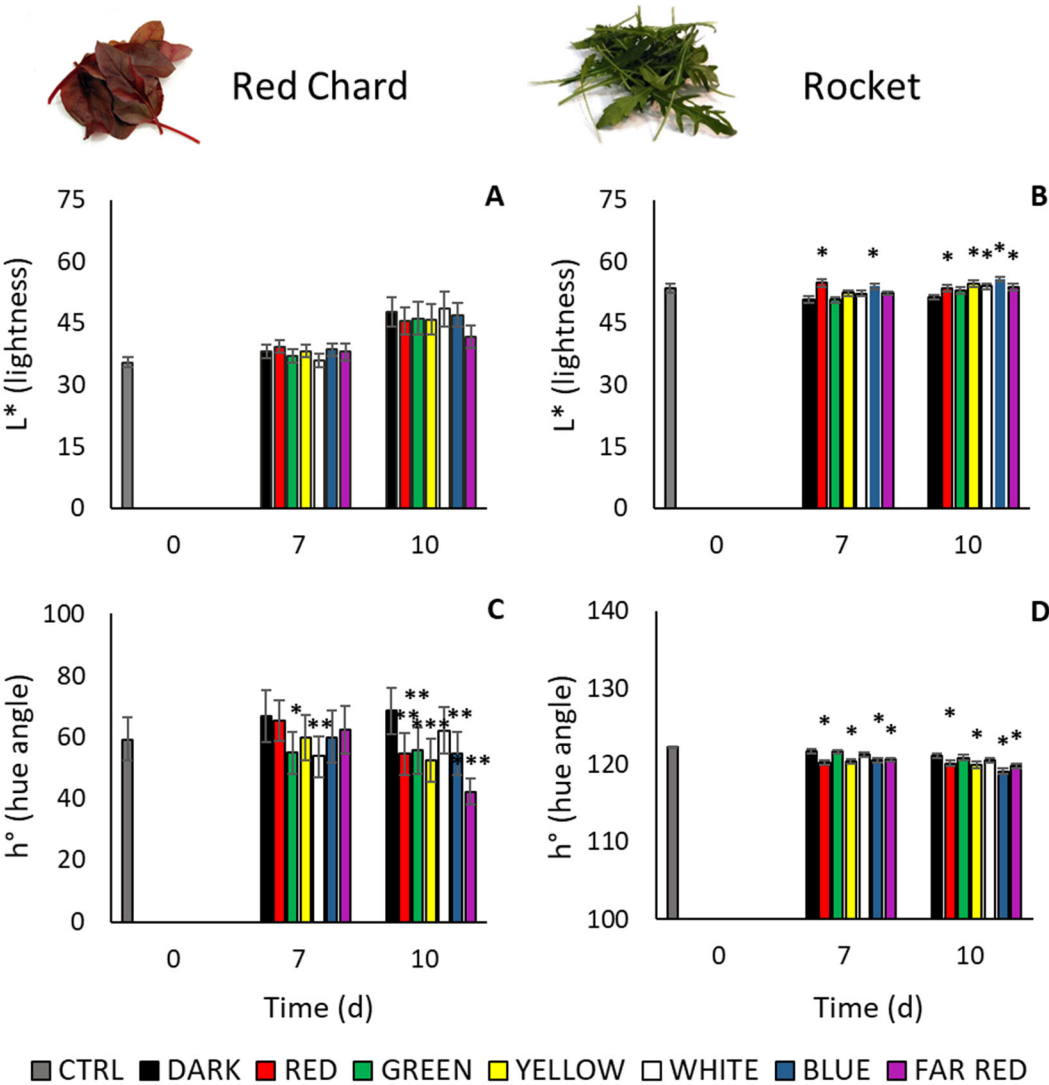 Red Chard
Rocket
A
75
60
45
30
15
0
L* (lightness)
0 7 10
B
75
60
45
30
15
0
L* (lightness)
* *
* * * * *
0 7 10
C
100
80
60
40
20
0
h° (hue angle)
* **
** ** *** ** ***
0 7 10
Time (d)
D
140
130
120
110
100
h° (hue angle)
* * * *
* * * *
0 7 10
Time (d)
CTRL DARK RED GREEN YELLOW WHITE BLUE FAR RED